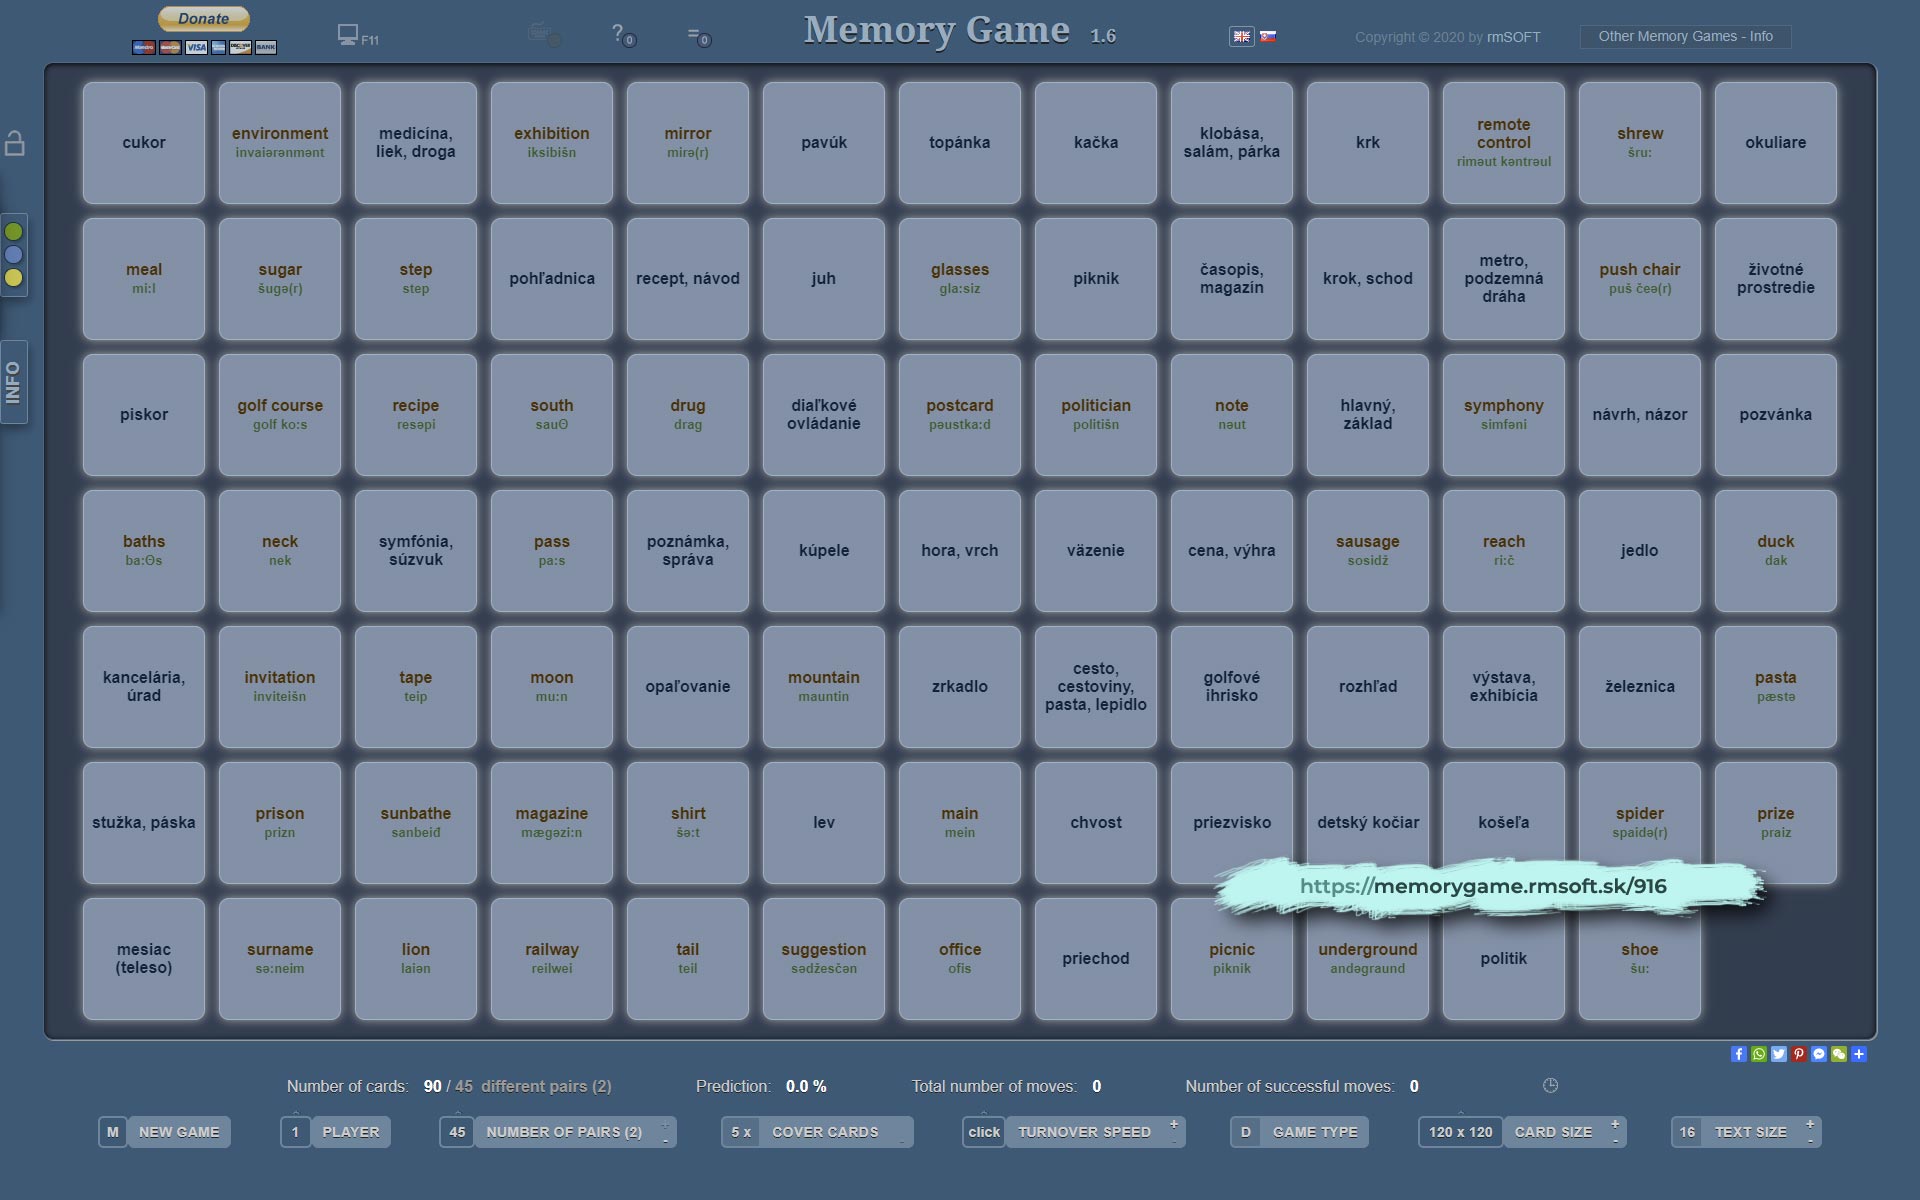 Donate
Maestro MasterCard VISA DISCOVER BANK
F11
?0
=0
Memory Game 1.6
Copyright © 2020 by rmSOFT
Other Memory Games - Info
INFO
cukor
environment
invaiərənmənt
medicína,
liek, droga
exhibition
iksibišn
mirror
mirə(r)
pavúk
topánka
kačka
klobása,
salám, párka
krk
remote
control
riməut kəntrəul
shrew
šru:
okuliare
meal
mi:l
sugar
šugə(r)
step
step
pohľadnica
recept, návod
juh
glasses
gla:siz
piknik
časopis,
magazín
krok, schod
metro,
podzemná
dráha
push chair
puš čeə(r)
životné
prostredie
piskor
golf course
golf ko:s
recipe
resəpi
south
sauʘ
drug
drag
diaľkové
ovládanie
postcard
pəustka:d
politician
politišn
note
nəut
hlavný,
základ
symphony
simfəni
návrh, názor
pozvánka
baths
ba:ʘs
neck
nek
symfónia,
súzvuk
pass
pa:s
poznámka,
správa
kúpele
hora, vrch
väzenie
cena, výhra
sausage
sosidž
reach
ri:č
jedlo
duck
dak
kancelária,
úrad
invitation
inviteišn
tape
teip
moon
mu:n
opaľovanie
mountain
mauntin
zrkadlo
cesto,
cestoviny,
pasta, lepidlo
golfové
ihrisko
rozhľad
výstava,
exhibícia
železnica
pasta
pæstə
stužka, páska
prison
prizn
sunbathe
sanbeiđ
magazine
mægəzi:n
shirt
šə:t
lev
main
mein
chvost
priezvisko
detský kočiar
košeľa
spider
spaidə(r)
prize
praiz
https://memorygame.rmsoft.sk/916
mesiac
(teleso)
surname
sə:neim
lion
laiən
railway
reilwei
tail
teil
suggestion
sədžesčən
office
ofis
priechod
picnic
piknik
underground
andəgraund
politik
shoe
šu:
Number of cards: 90 / 45 different pairs (2)
Prediction: 0.0 %
Total number of moves: 0
Number of successful moves: 0
M NEW GAME
1 PLAYER
45 NUMBER OF PAIRS (2) + -
5 x COVER CARDS -
click TURNOVER SPEED + -
D GAME TYPE
120 x 120 CARD SIZE + -
16 TEXT SIZE + -